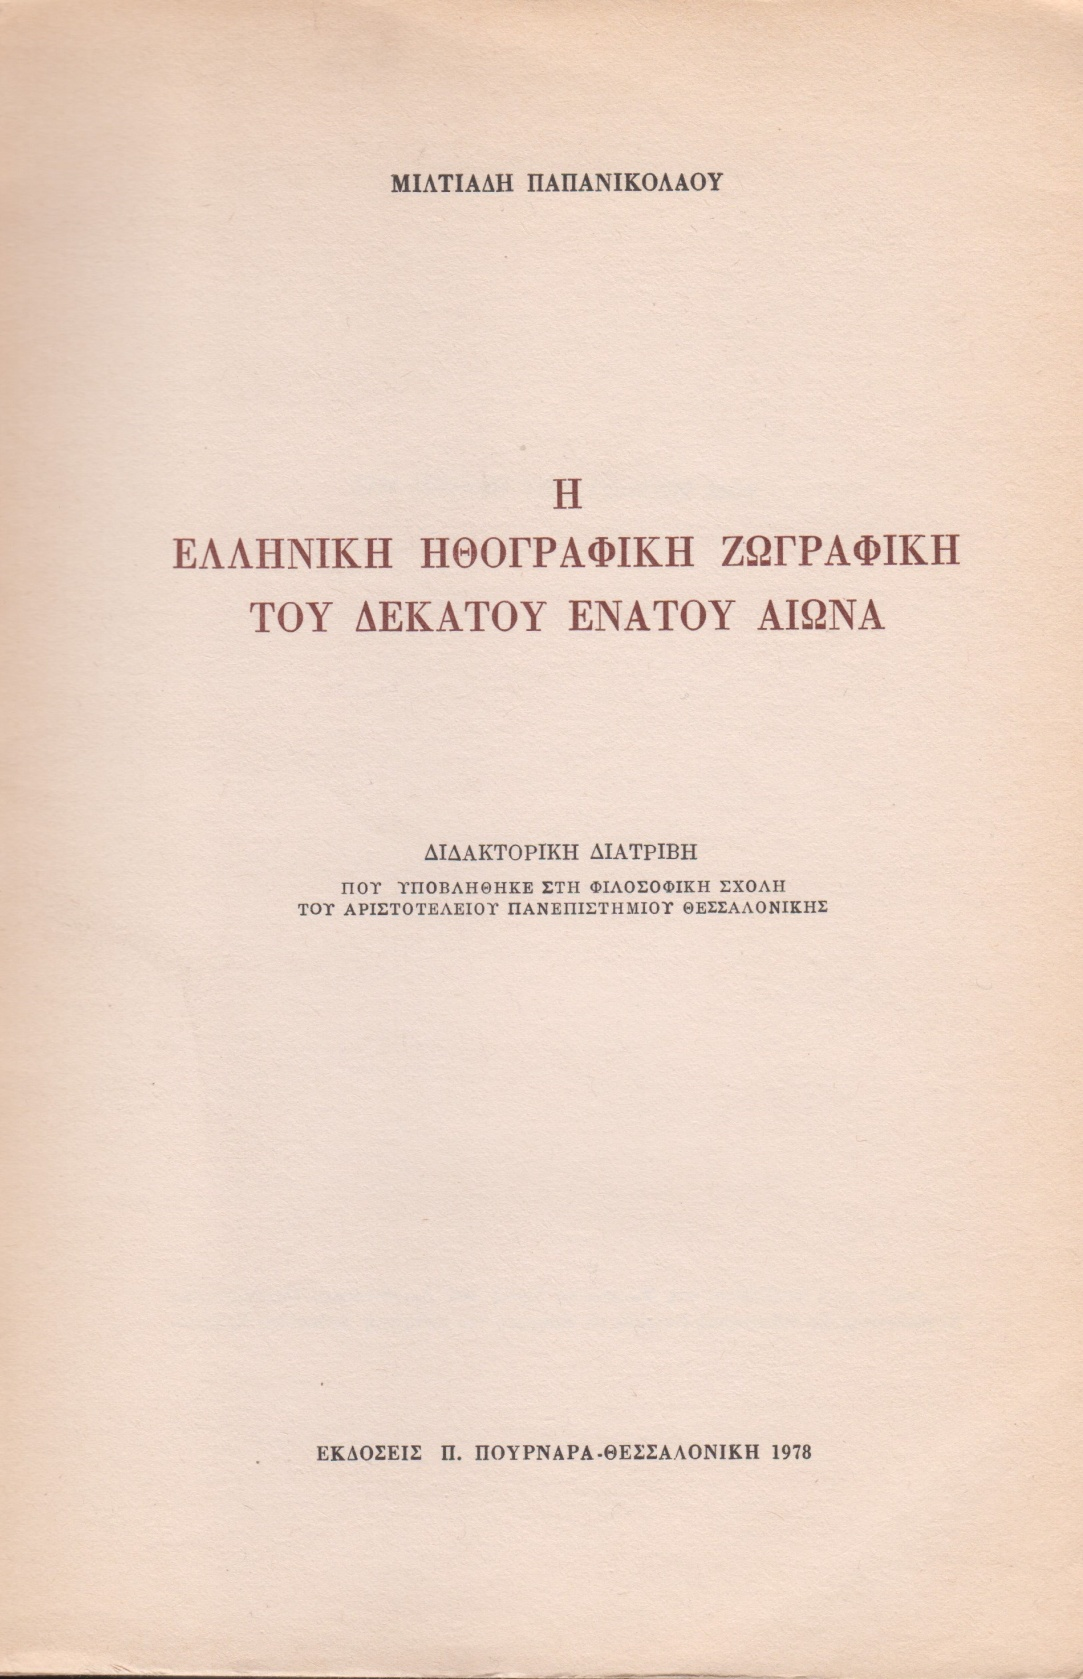 ΜΙΛΤΙΑΔΗ ΠΑΠΑΝΙΚΟΛΑΟΥ
Η
ΕΛΛΗΝΙΚΗ ΗΘΟΓΡΑΦΙΚΗ ΖΩΓΡΑΦΙΚΗ
ΤΟΥ ΔΕΚΑΤΟΥ ΕΝΑΤΟΥ ΑΙΩΝΑ
ΔΙΔΑΚΤΟΡΙΚΗ ΔΙΑΤΡΙΒΗ
ΠΟΥ ΥΠΟΒΛΗΘΗΚΕ ΣΤΗ ΦΙΛΟΣΟΦΙΚΗ ΣΧΟΛΗ
ΤΟΥ ΑΡΙΣΤΟΤΕΛΕΙΟΥ ΠΑΝΕΠΙΣΤΗΜΙΟΥ ΘΕΣΣΑΛΟΝΙΚΗΣ
ΕΚΔΟΣΕΙΣ Π. ΠΟΥΡΝΑΡΑ-ΘΕΣΣΑΛΟΝΙΚΗ 1978